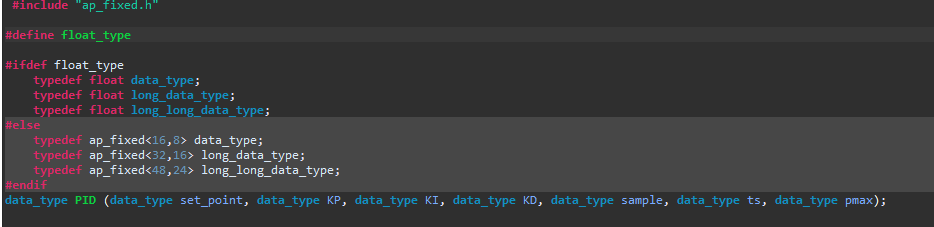 #include "ap_fixed.h"
#define float_type
#ifdef float_type
typedef float data_type;
typedef float long_data_type;
typedef float long_long_data_type;
#else
typedef ap_fixed<16,8> data_type;
typedef ap_fixed<32,16> long_data_type;
typedef ap_fixed<48,24> long_long_data_type;
#endif
data_type PID (data_type set_point, data_type KP, data_type KI, data_type KD, data_type sample, data_type ts, data_type pmax);